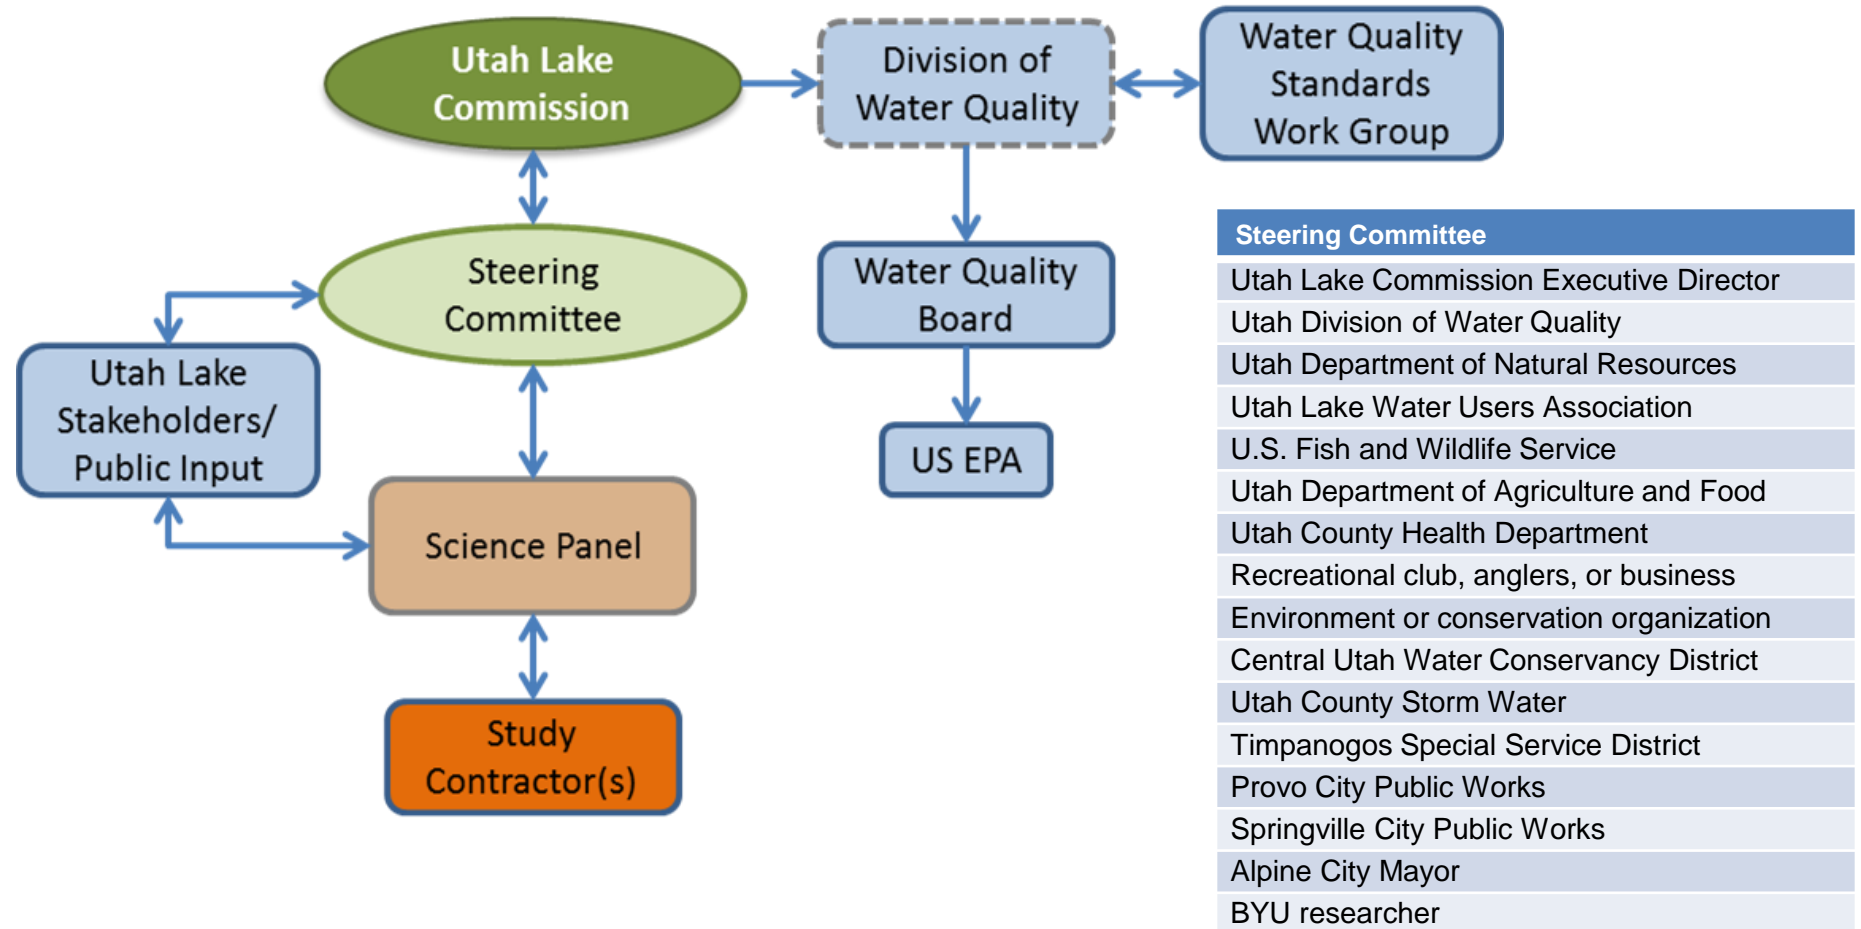 Utah Lake
Commission
Division of
Water Quality
Water Quality
Standards
Work Group
Steering
Committee
Water Quality
Board
Utah Lake
Stakeholders/
Public Input
US EPA
Science Panel
Study
Contractor(s)
Steering Committee
Utah Lake Commission Executive Director
Utah Division of Water Quality
Utah Department of Natural Resources
Utah Lake Water Users Association
U.S. Fish and Wildlife Service
Utah Department of Agriculture and Food
Utah County Health Department
Recreational club, anglers, or business
Environment or conservation organization
Central Utah Water Conservancy District
Utah County Storm Water
Timpanogos Special Service District
Provo City Public Works
Springville City Public Works
Alpine City Mayor
BYU researcher